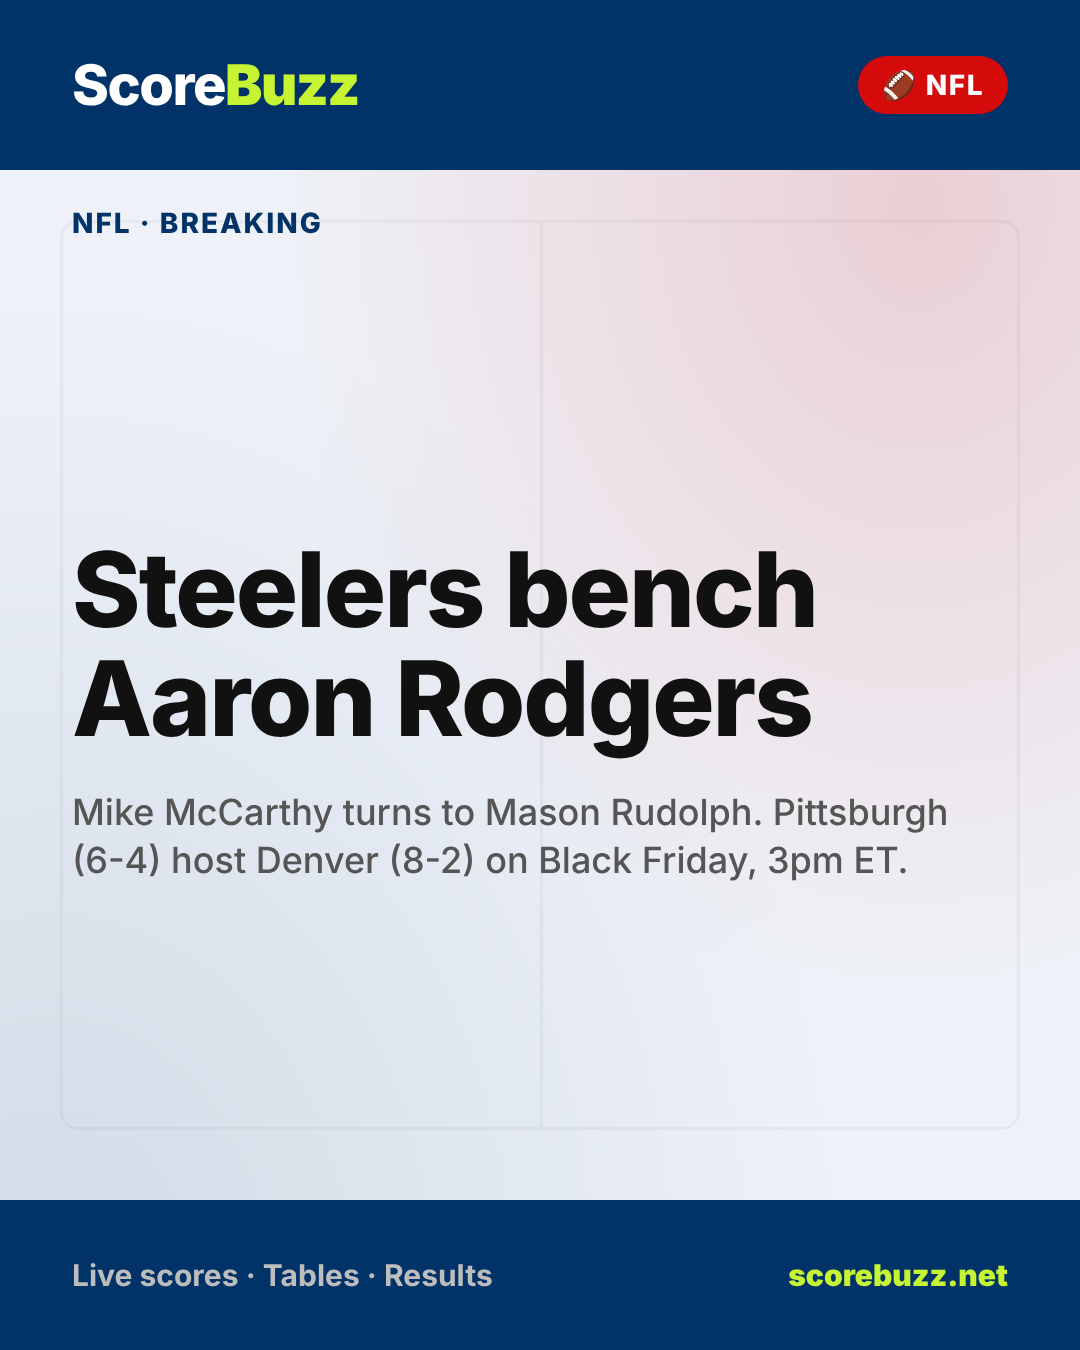 ScoreBuzz
🏈 NFL
NFL · BREAKING
Steelers bench
Aaron Rodgers
Mike McCarthy turns to Mason Rudolph. Pittsburgh
(6-4) host Denver (8-2) on Black Friday, 3pm ET.
Live scores · Tables · Results
scorebuzz.net